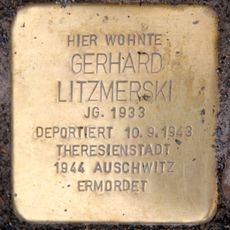 HIER WOHNTE
GERHARD
LITZMERSKI
JG. 1933
DEPORTIERT 10.9.1943
THERESIENSTADT
1944 AUSCHWITZ
ERMORDET